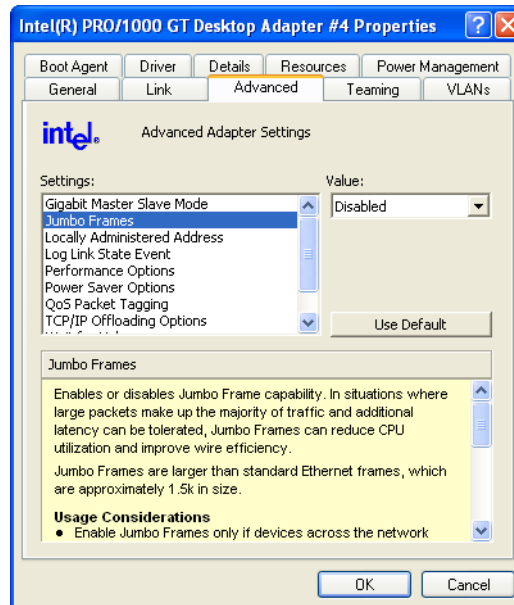 Intel(R) PRO/1000 GT Desktop Adapter #4 Properties
Boot Agent Driver Details Resources Power Management
General Link Advanced Teaming VLANs
intel. Advanced Adapter Settings
Settings: Value:
Gigabit Master Slave Mode Disabled
Jumbo Frames
Locally Administered Address
Log Link State Event
Performance Options
Power Saver Options
QoS Packet Tagging
TCP/IP Offloading Options
Use Default
Jumbo Frames
Enables or disables Jumbo Frame capability. In situations where
large packets make up the majority of traffic and additional
latency can be tolerated, Jumbo Frames can reduce CPU
utilization and improve wire efficiency.
Jumbo Frames are larger than standard Ethernet frames, which
are approximately 1.5k in size.
Usage Considerations
● Enable Jumbo Frames only if devices across the network
OK Cancel